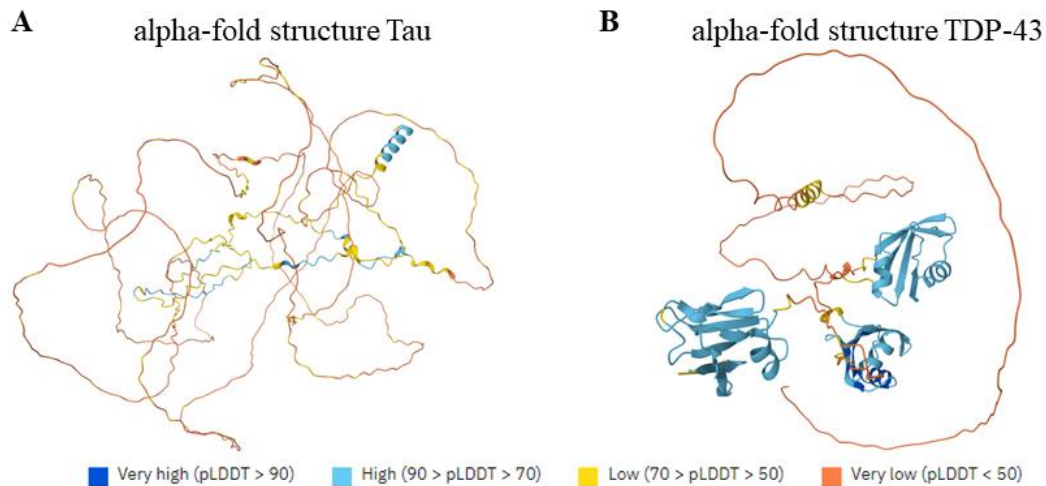 A
alpha-fold structure Tau
B
alpha-fold structure TDP-43
Very high (pLDDT > 90)
High (90 > pLDDT > 70)
Low (70 > pLDDT > 50)
Very low (pLDDT < 50)